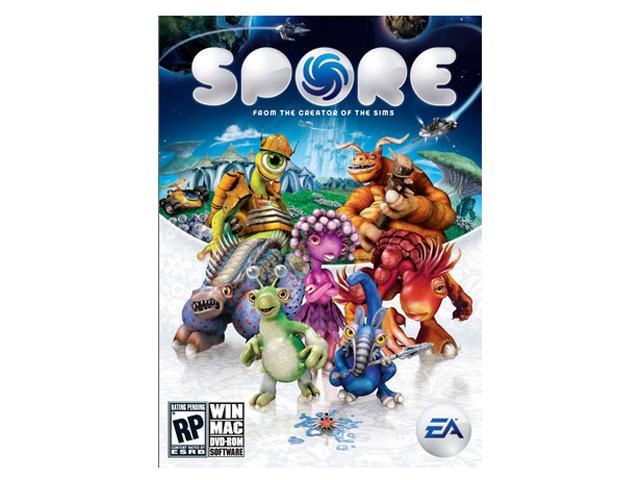 SPORE
FROM THE CREATOR OF THE SIMS
RATING PENDING
RP
CONTENT RATED BY
ESRB
WIN
MAC
DVD-ROM
SOFTWARE
EA